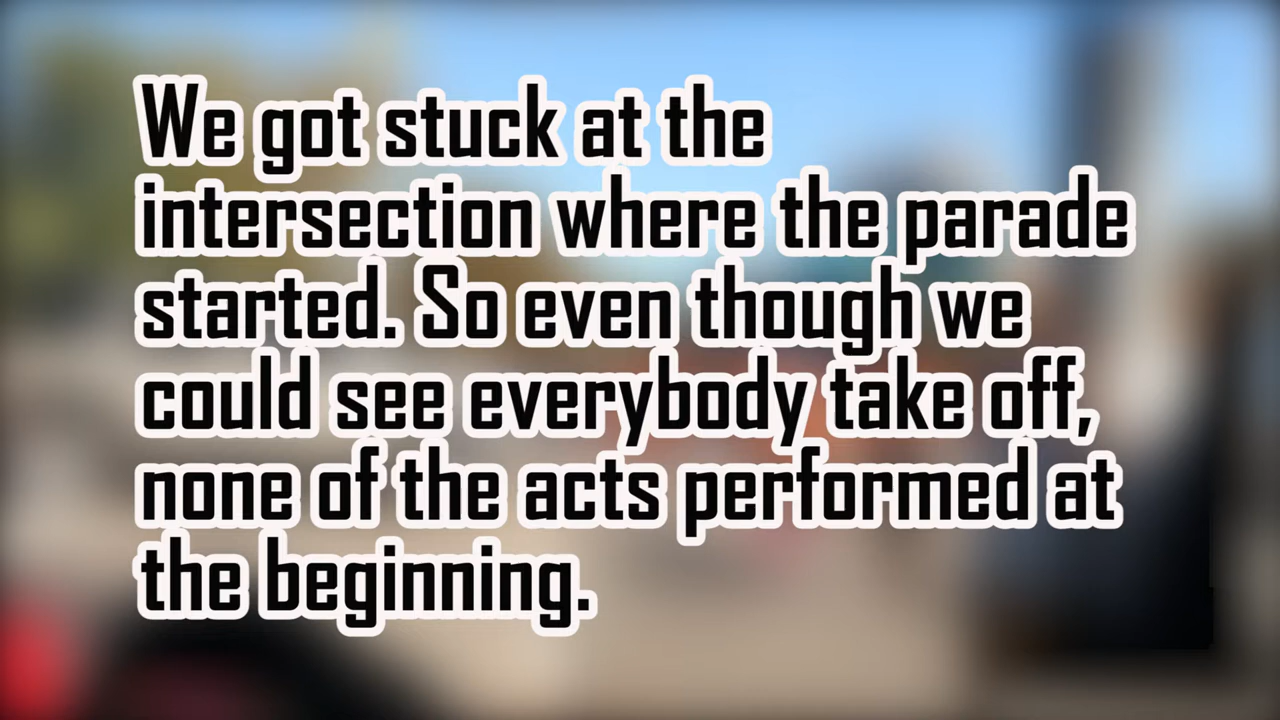 We got stuck at the
intersection where the parade
started. So even though we
could see everybody take off,
none of the acts performed at
the beginning.